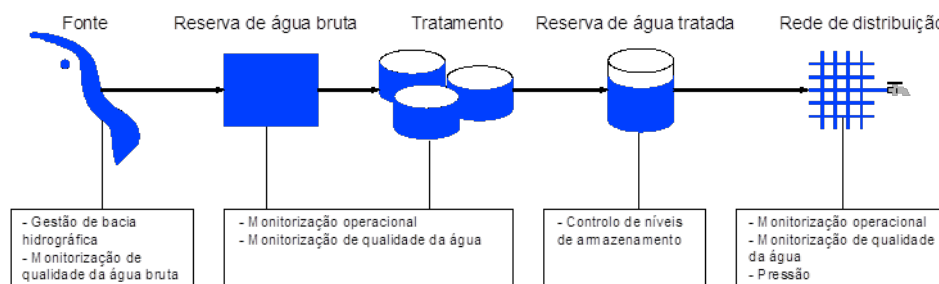 Fonte
Reserva de água bruta
Tratamento
Reserva de água tratada
Rede de distribuição
- Gestão de bacia
hidrográfica
- Monitorização de
qualidade da água bruta
- Monitorização operacional
- Monitorização de qualidade da água
- Controlo de níveis
de armazenamento
- Monitorização operacional
- Monitorização de qualidade
da água
- Pressão